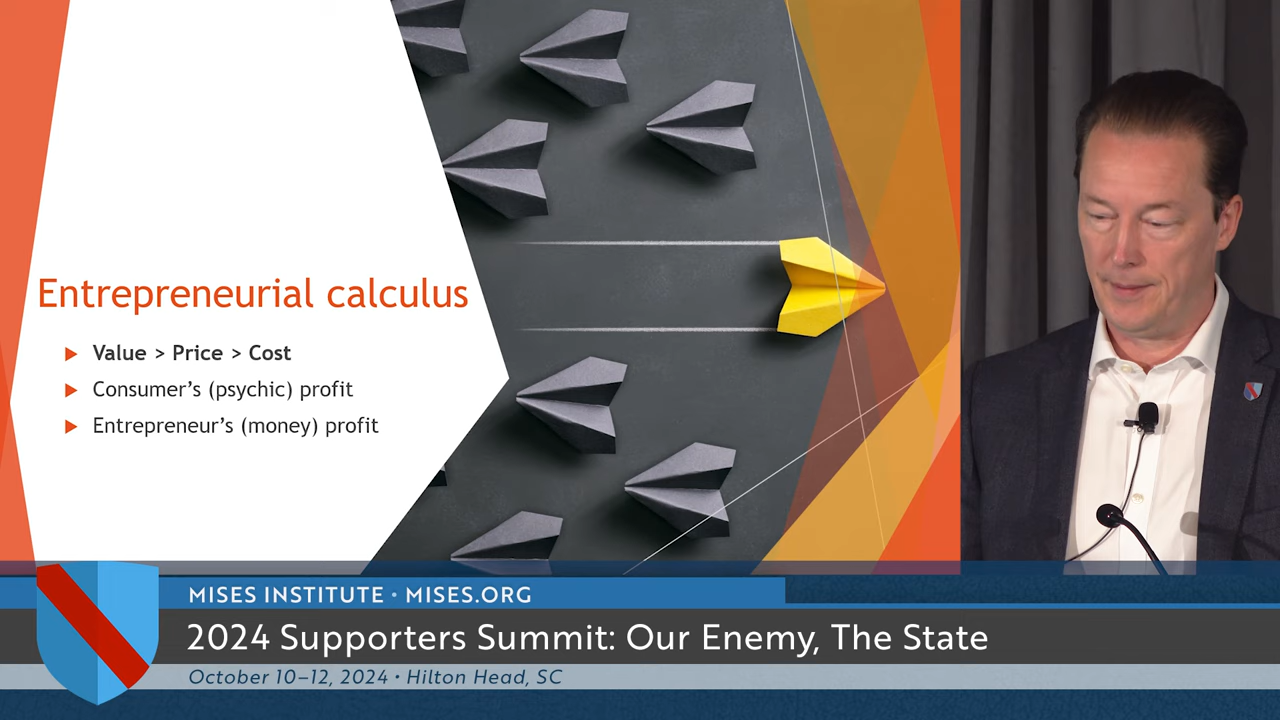 Entrepreneurial calculus
Value > Price > Cost
Consumer's (psychic) profit
Entrepreneur's (money) profit
MISES INSTITUTE • MISES.ORG
2024 Supporters Summit: Our Enemy, The State
October 10–12, 2024 • Hilton Head, SC